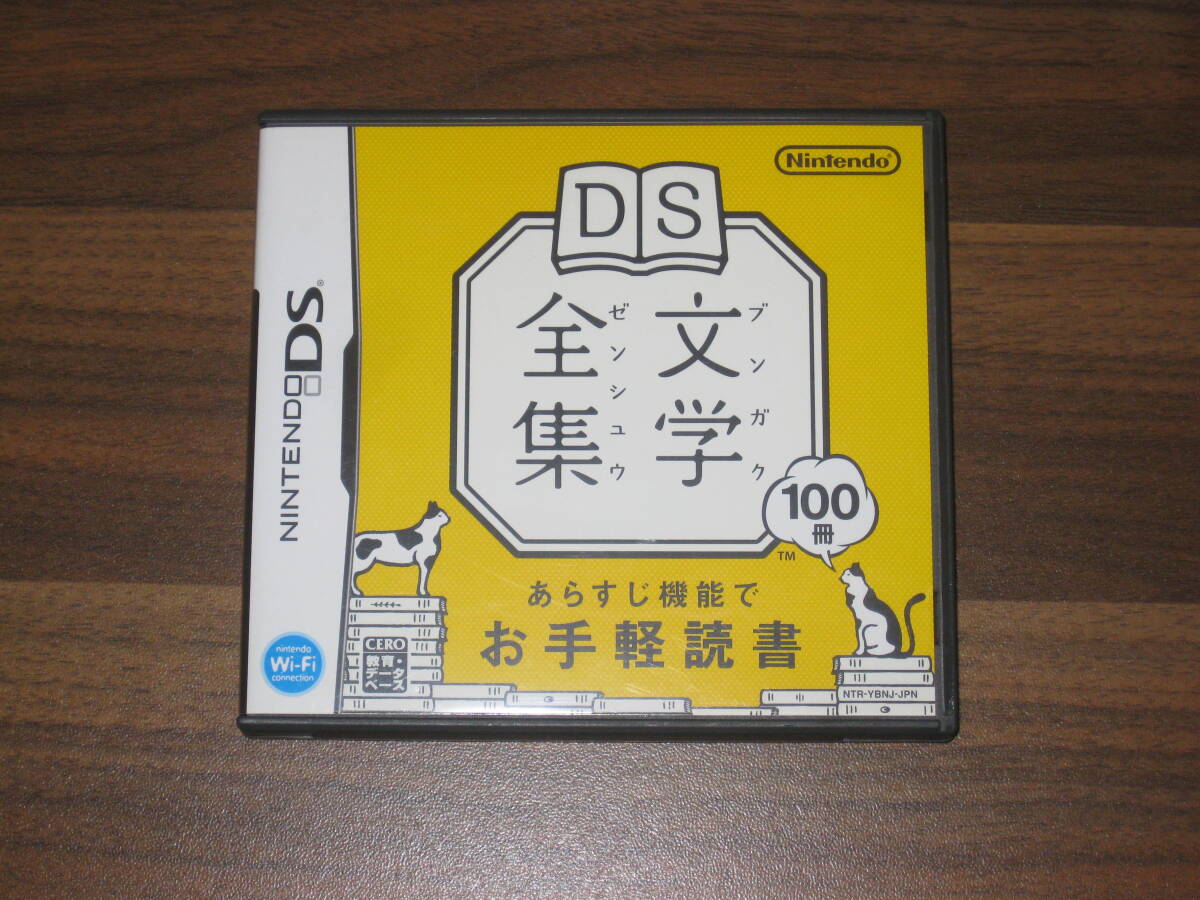 Nintendo
DS
文学
ブンガク
全集
ゼンシュウ
100
冊
TM
あらすじ機能で
お手軽読書
NINTENDO DS®
nintendo
Wi-Fi
connection
CERO
教育・
データ
ベース
NTR-YBNJ-JPN